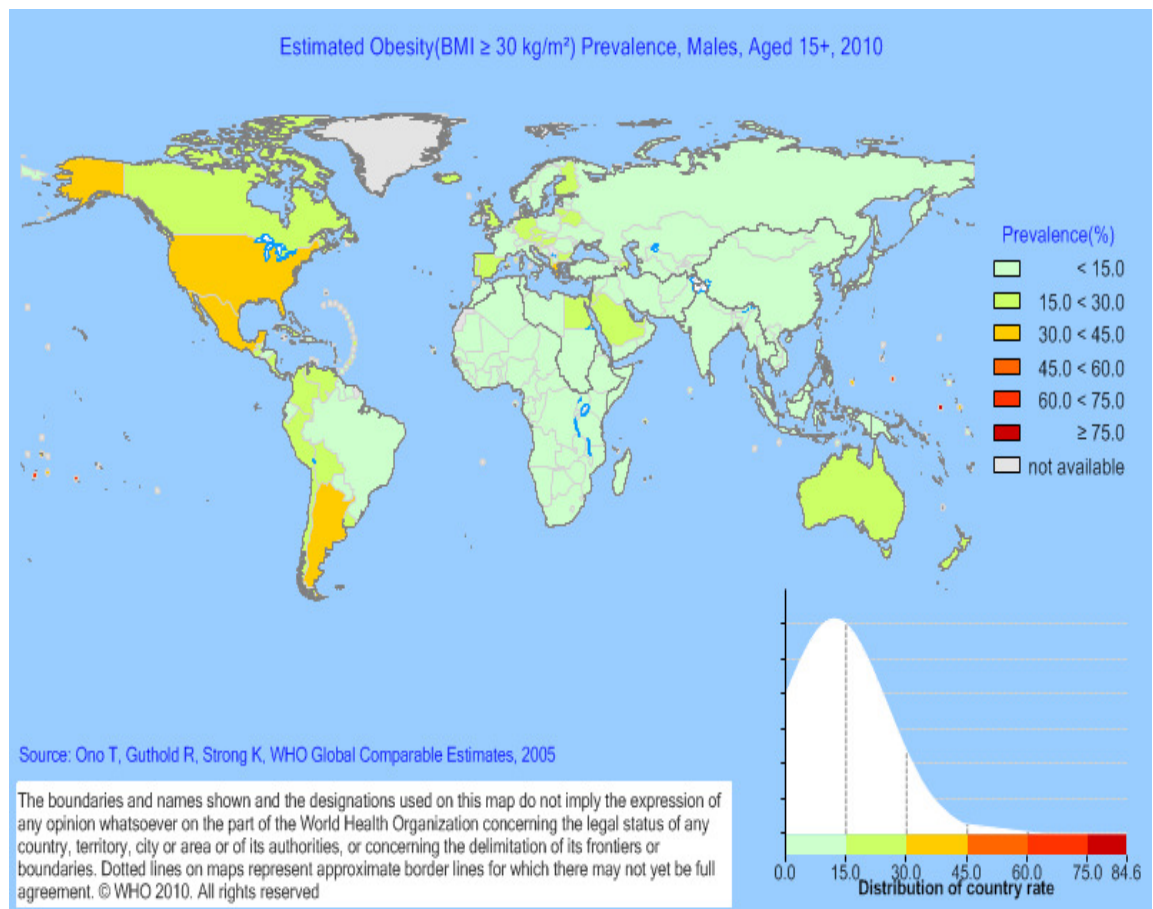 Estimated Obesity(BMI ≥ 30 kg/m²) Prevalence, Males, Aged 15+, 2010
Prevalence(%)
< 15.0
15.0 < 30.0
30.0 < 45.0
45.0 < 60.0
60.0 < 75.0
≥ 75.0
not available
Source: Ono T, Guthold R, Strong K, WHO Global Comparable Estimates, 2005
The boundaries and names shown and the designations used on this map do not imply the expression of
any opinion whatsoever on the part of the World Health Organization concerning the legal status of any
country, territory, city or area or of its authorities, or concerning the delimitation of its frontiers or
boundaries. Dotted lines on maps represent approximate border lines for which there may not yet be full
agreement. © WHO 2010. All rights reserved
0.0 15.0 30.0 45.0 60.0 75.0 84.6
Distribution of country rate